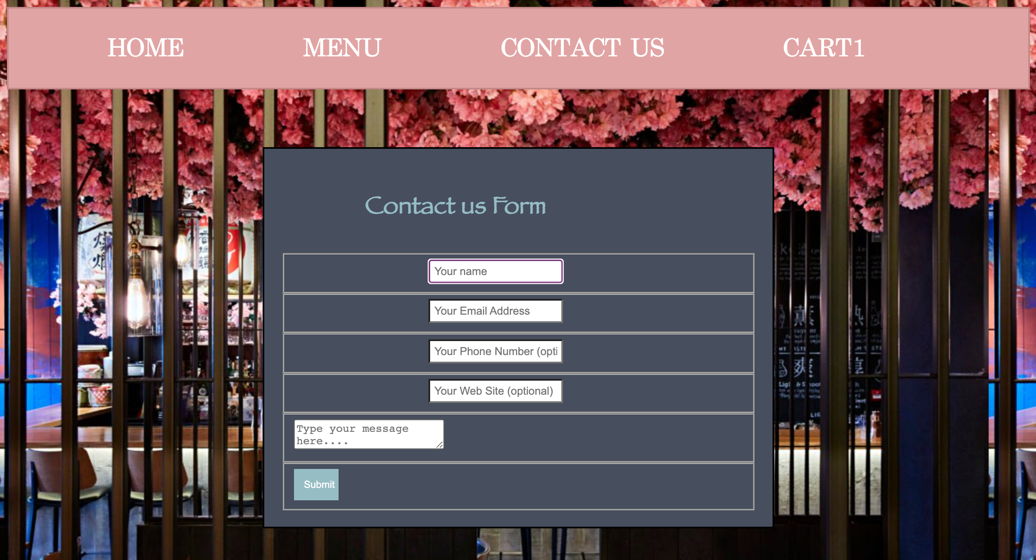 HOME
MENU
CONTACT US
CART1
Contact us Form
Your name
Your Email Address
Your Phone Number (opti
Your Web Site (optional)
Type your message
here....
Submit